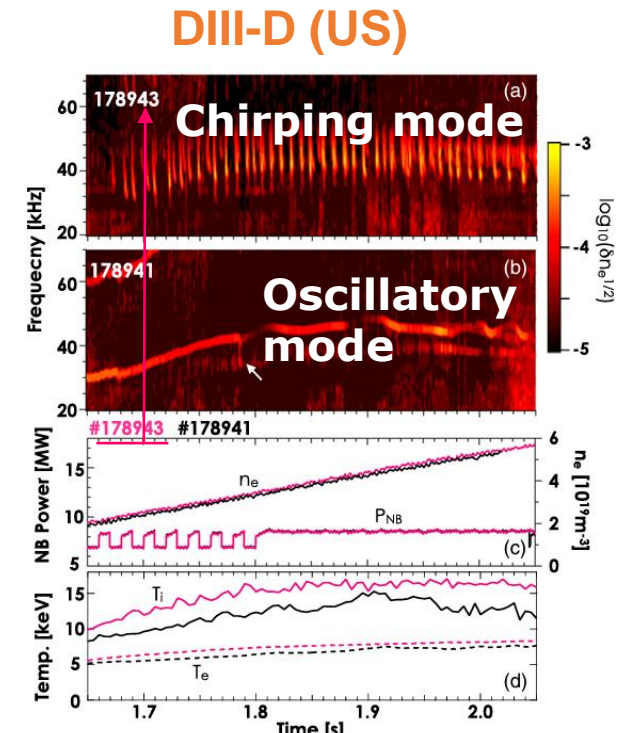 DIII-D (US)
(a)
178943
Chirping mode
60
40
20
Frequecny [kHz]
-3
-4
-5
log10(δne1/2)
(b)
178941
Oscillatory
mode
60
40
20
#178943 #178941
NB Power [MW]
15
10
5
ne
PNB
(c)
6
4
2
0
ne [10^19m-3]
Temp. [keV]
15
10
5
0
Ti
Te
(d)
1.7 1.8 1.9 2.0
Time [s]